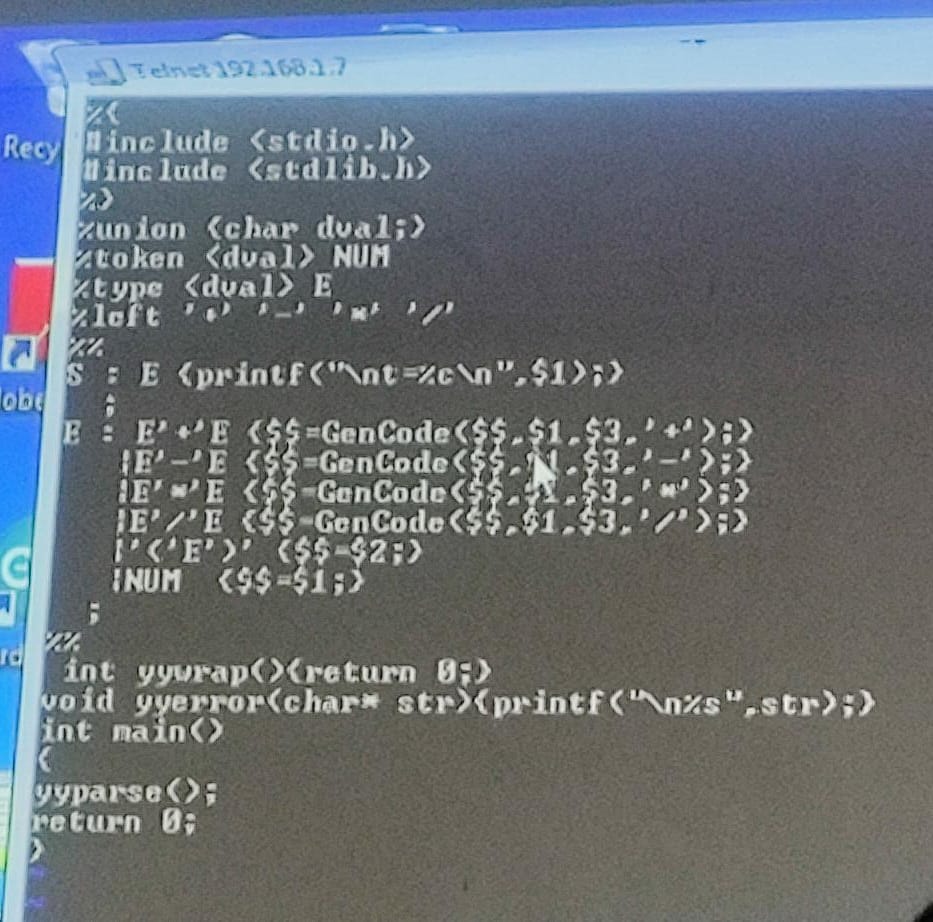 Telnet 192.168.1.7
Recy
%{
#include <stdio.h>
#include <stdlib.h>
%}
%union {char dval;}
%token <dval> NUM
%type <dval> E
%left '+' '-' '*' '/'
%%
S : E {printf("\nt=%c\n",$1);}
;
E : E'+'E {$$=GenCode($$,$1,$3,'+');}
|E'-'E {$$=GenCode($$,$1,$3,'-');}
|E'*'E {$$=GenCode($$,$1,$3,'*');}
|E'/'E {$$=GenCode($$,$1,$3,'/');}
|'('E')' {$$=$2;}
|NUM {$$=$1;}
;
%%
int yywrap(){return 0;}
void yyerror(char* str){printf("\n%s",str);}
int main()
{
yyparse();
return 0;
}
~
~